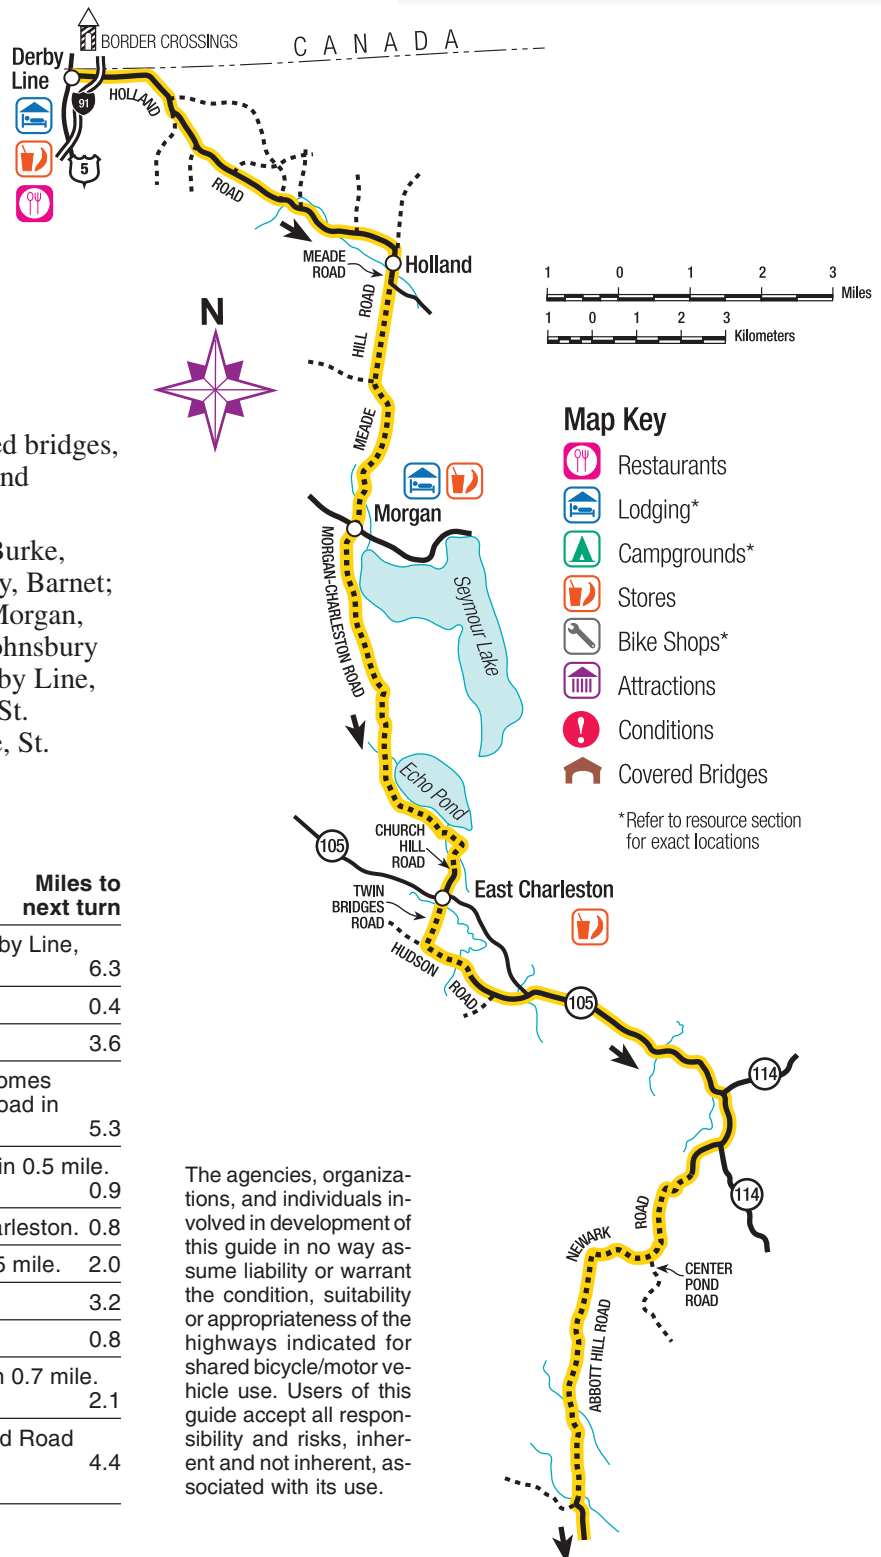 BORDER CROSSINGS
CANADA
Derby
Line
91
5
HOLLAND
ROAD
MEADE
ROAD
Holland
HILL
ROAD
MEADE
N
1 0 1 2 3
Miles
1 0 1 2 3
Kilometers
Morgan
MORGAN-CHARLESTON ROAD
Seymour Lake
Echo Pond
CHURCH
HILL
ROAD
105
East Charleston
TWIN
BRIDGES
ROAD
HUDSON
ROAD
105
114
114
NEWARK
ROAD
CENTER
POND
ROAD
ABBOTT HILL ROAD
Map Key
Restaurants
Lodging*
Campgrounds*
Stores
Bike Shops*
Attractions
Conditions
Covered Bridges
*Refer to resource section
for exact locations
ed bridges,
nd
Burke,
y, Barnet;
Morgan,
ohnsbury
by Line,
St.
e, St.
Miles to
next turn
by Line,
6.3
0.4
3.6
omes
oad in
5.3
in 0.5 mile.
0.9
arleston. 0.8
5 mile. 2.0
3.2
0.8
n 0.7 mile.
2.1
d Road
4.4
The agencies, organiza-
tions, and individuals in-
volved in development of
this guide in no way as-
sume liability or warrant
the condition, suitability
or appropriateness of the
highways indicated for
shared bicycle/motor ve-
hicle use. Users of this
guide accept all respon-
sibility and risks, inher-
ent and not inherent, as-
sociated with its use.